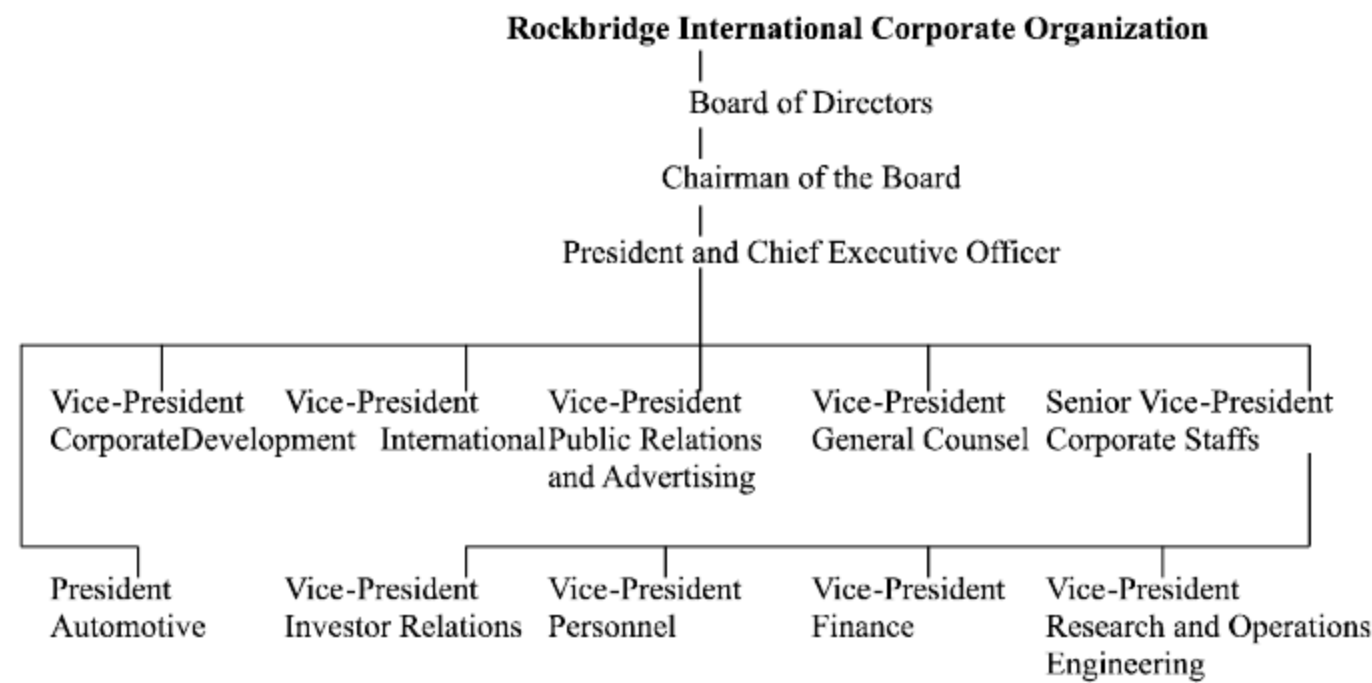 Rockbridge International Corporate Organization
Board of Directors
Chairman of the Board
President and Chief Executive Officer
Vice-President
CorporateDevelopment
Vice-President
International
Vice-President
Public Relations
and Advertising
Vice-President
General Counsel
Senior Vice-President
Corporate Staffs
President
Automotive
Vice-President
Investor Relations
Vice-President
Personnel
Vice-President
Finance
Vice-President
Research and Operations
Engineering